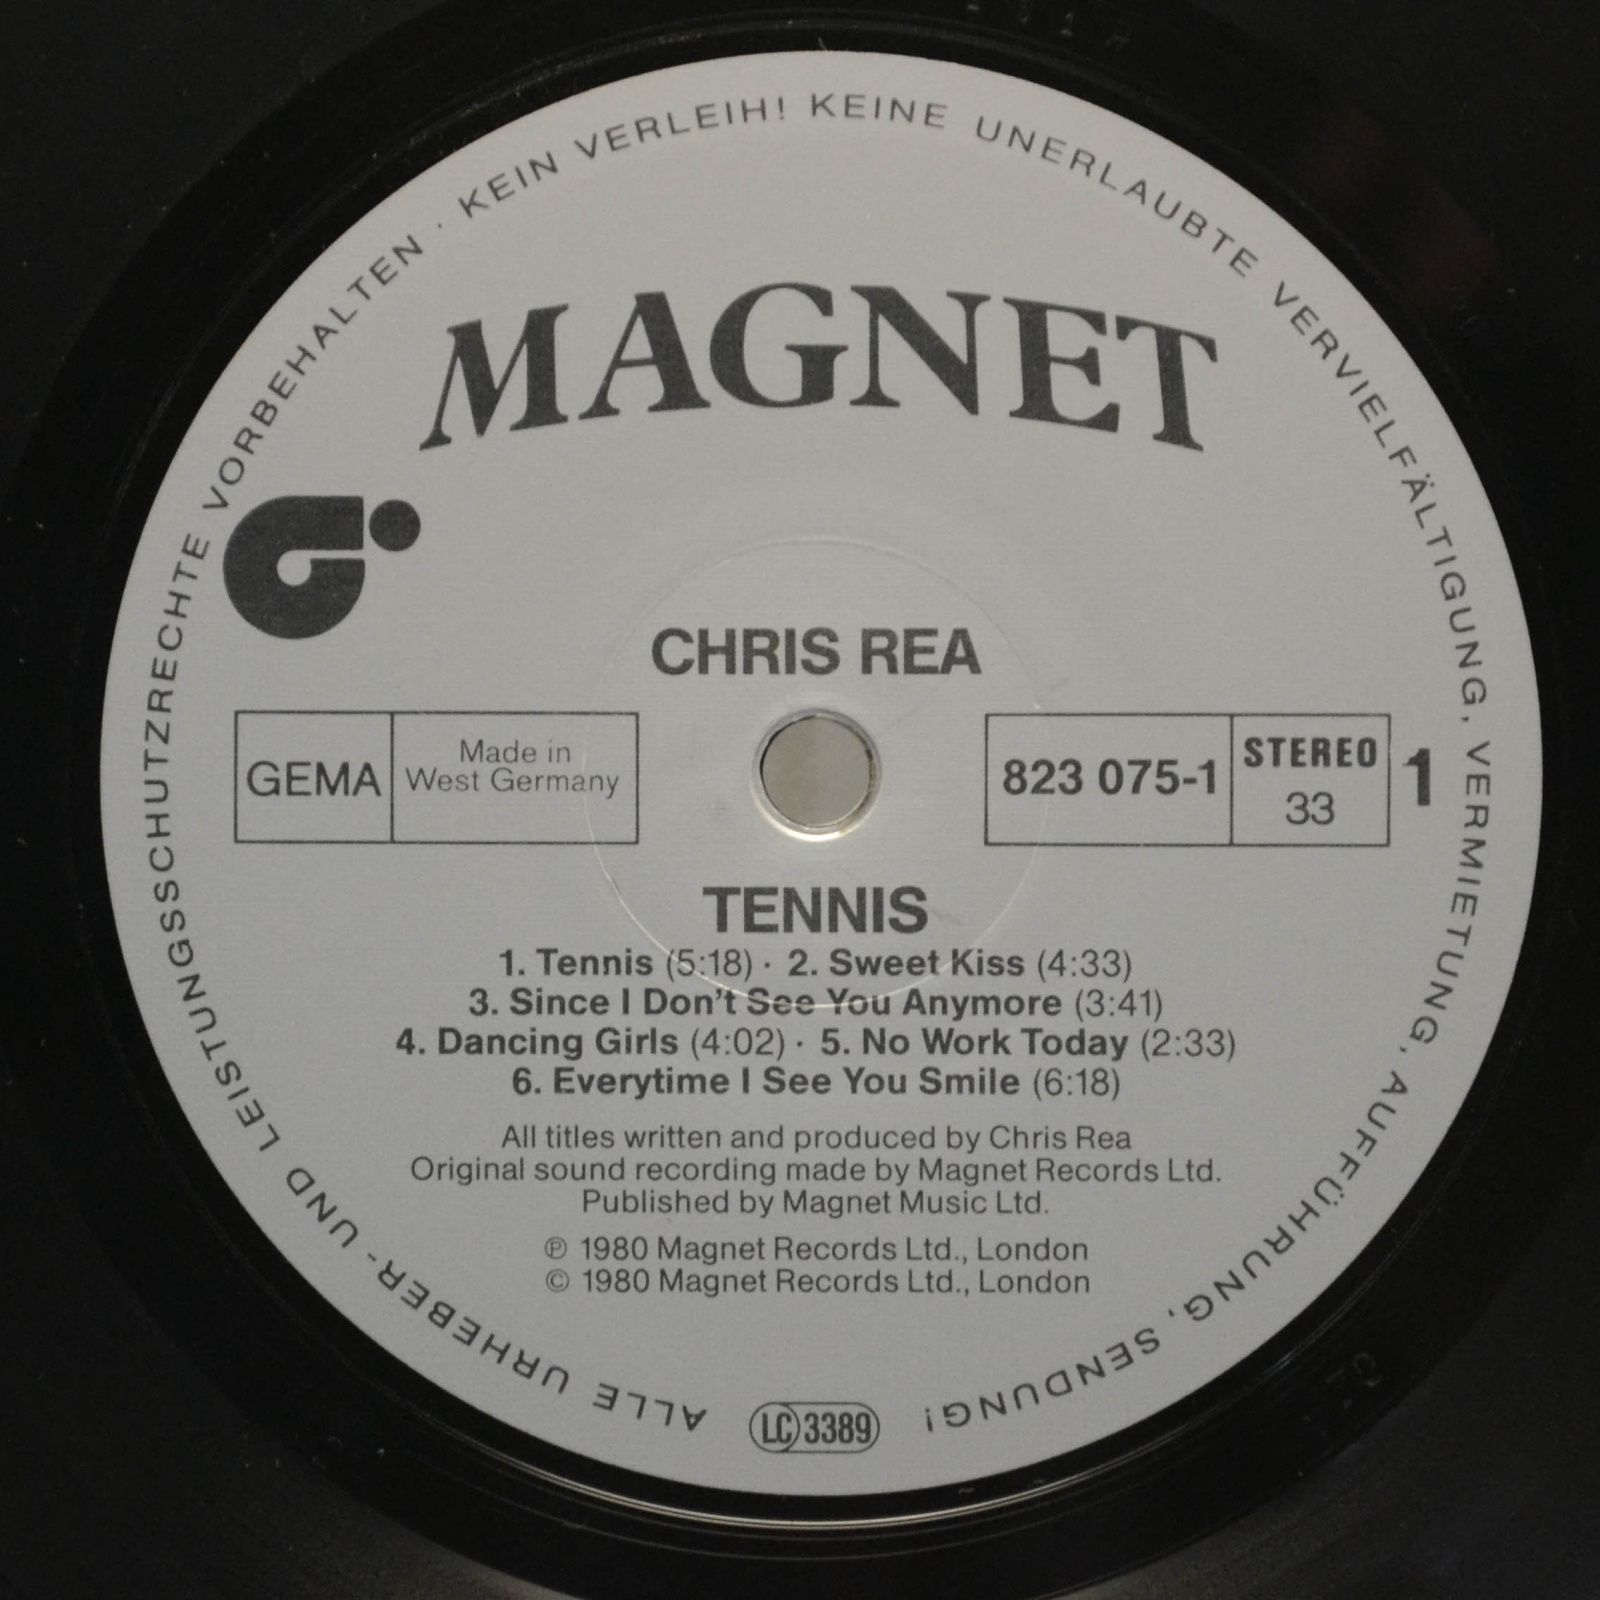 ALLE URHEBER- UND LEISTUNGSSCHUTZRECHTE VORBEHALTEN · KEIN VERLEIH! KEINE UNERLAUBTE VERVIELFÄLTIGUNG, VERMIETUNG, AUFFÜHRUNG, SENDUNG!
MAGNET
CHRIS REA
GEMA
Made in
West Germany
823 075-1
STEREO
33
1
TENNIS
1. Tennis (5:18) · 2. Sweet Kiss (4:33)
3. Since I Don't See You Anymore (3:41)
4. Dancing Girls (4:02) · 5. No Work Today (2:33)
6. Everytime I See You Smile (6:18)
All titles written and produced by Chris Rea
Original sound recording made by Magnet Records Ltd.
Published by Magnet Music Ltd.
℗ 1980 Magnet Records Ltd., London
© 1980 Magnet Records Ltd., London
LC 3389